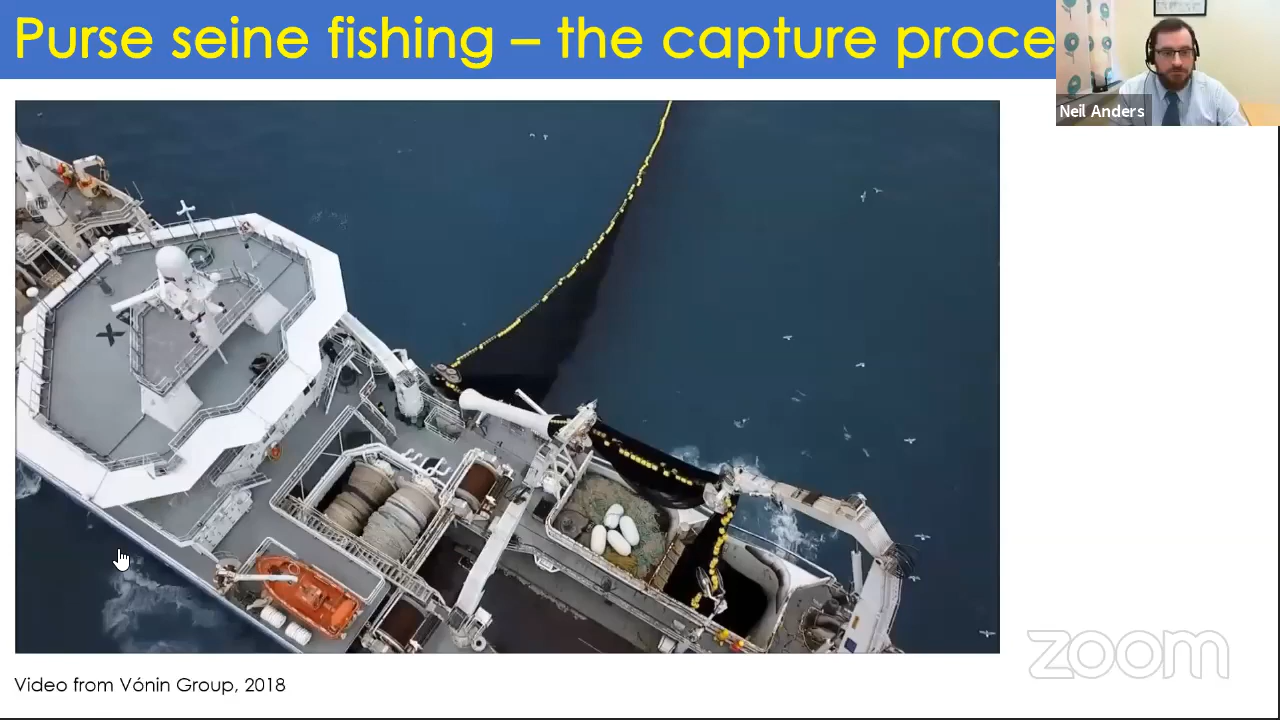 Purse seine fishing – the capture proce
Neil Anders
Video from Vónin Group, 2018
zoom